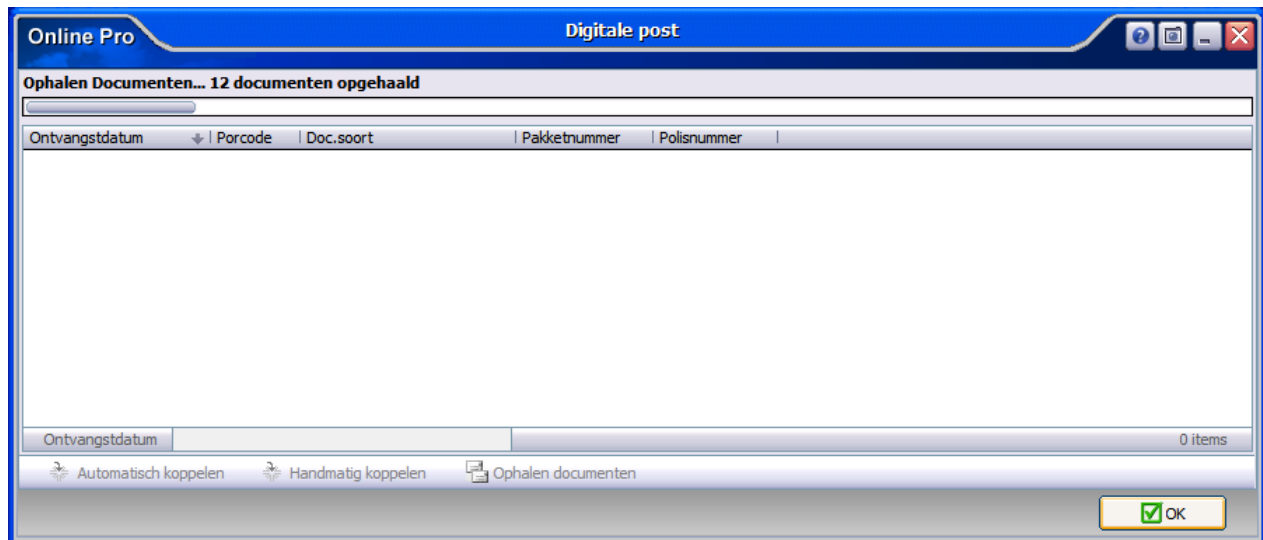 Online Pro
Digitale post
Ophalen Documenten... 12 documenten opgehaald
Ontvangstdatum Porcode Doc.soort Pakketnummer Polisnummer
Ontvangstdatum 0 items
Automatisch koppelen Handmatig koppelen Ophalen documenten
OK